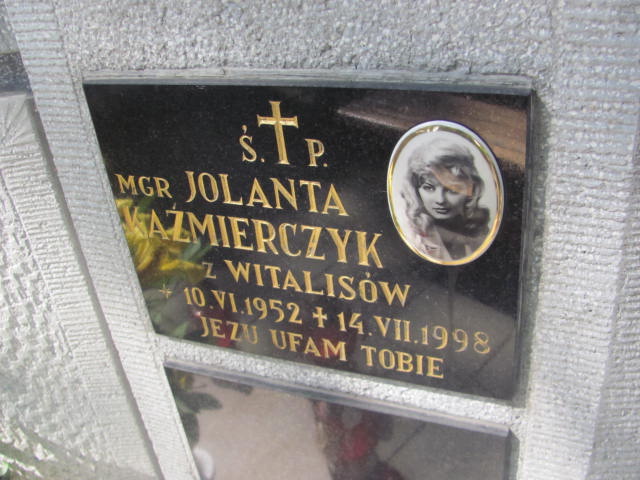 Ś. P.
MGR JOLANTA
KAŹMIERCZYK
Z WITALISÓW
+ 10.VI.1952 + 14.VII.1998
JEZU UFAM TOBIE